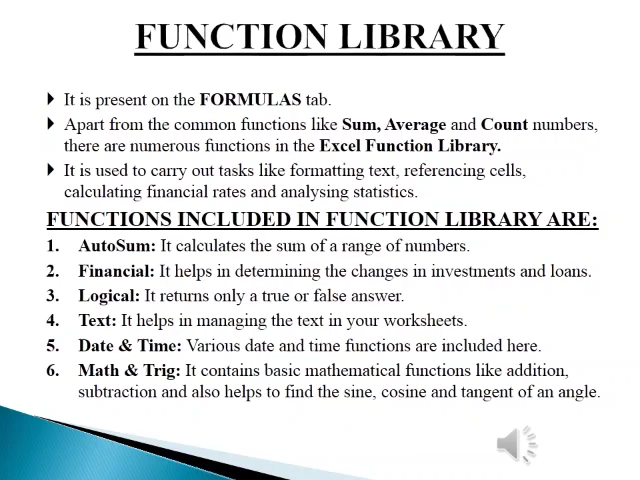 FUNCTION LIBRARY
It is present on the FORMULAS tab.
Apart from the common functions like Sum, Average and Count numbers,
there are numerous functions in the Excel Function Library.
It is used to carry out tasks like formatting text, referencing cells,
calculating financial rates and analysing statistics.
FUNCTIONS INCLUDED IN FUNCTION LIBRARY ARE:
1. AutoSum: It calculates the sum of a range of numbers.
2. Financial: It helps in determining the changes in investments and loans.
3. Logical: It returns only a true or false answer.
4. Text: It helps in managing the text in your worksheets.
5. Date & Time: Various date and time functions are included here.
6. Math & Trig: It contains basic mathematical functions like addition,
subtraction and also helps to find the sine, cosine and tangent of an angle.